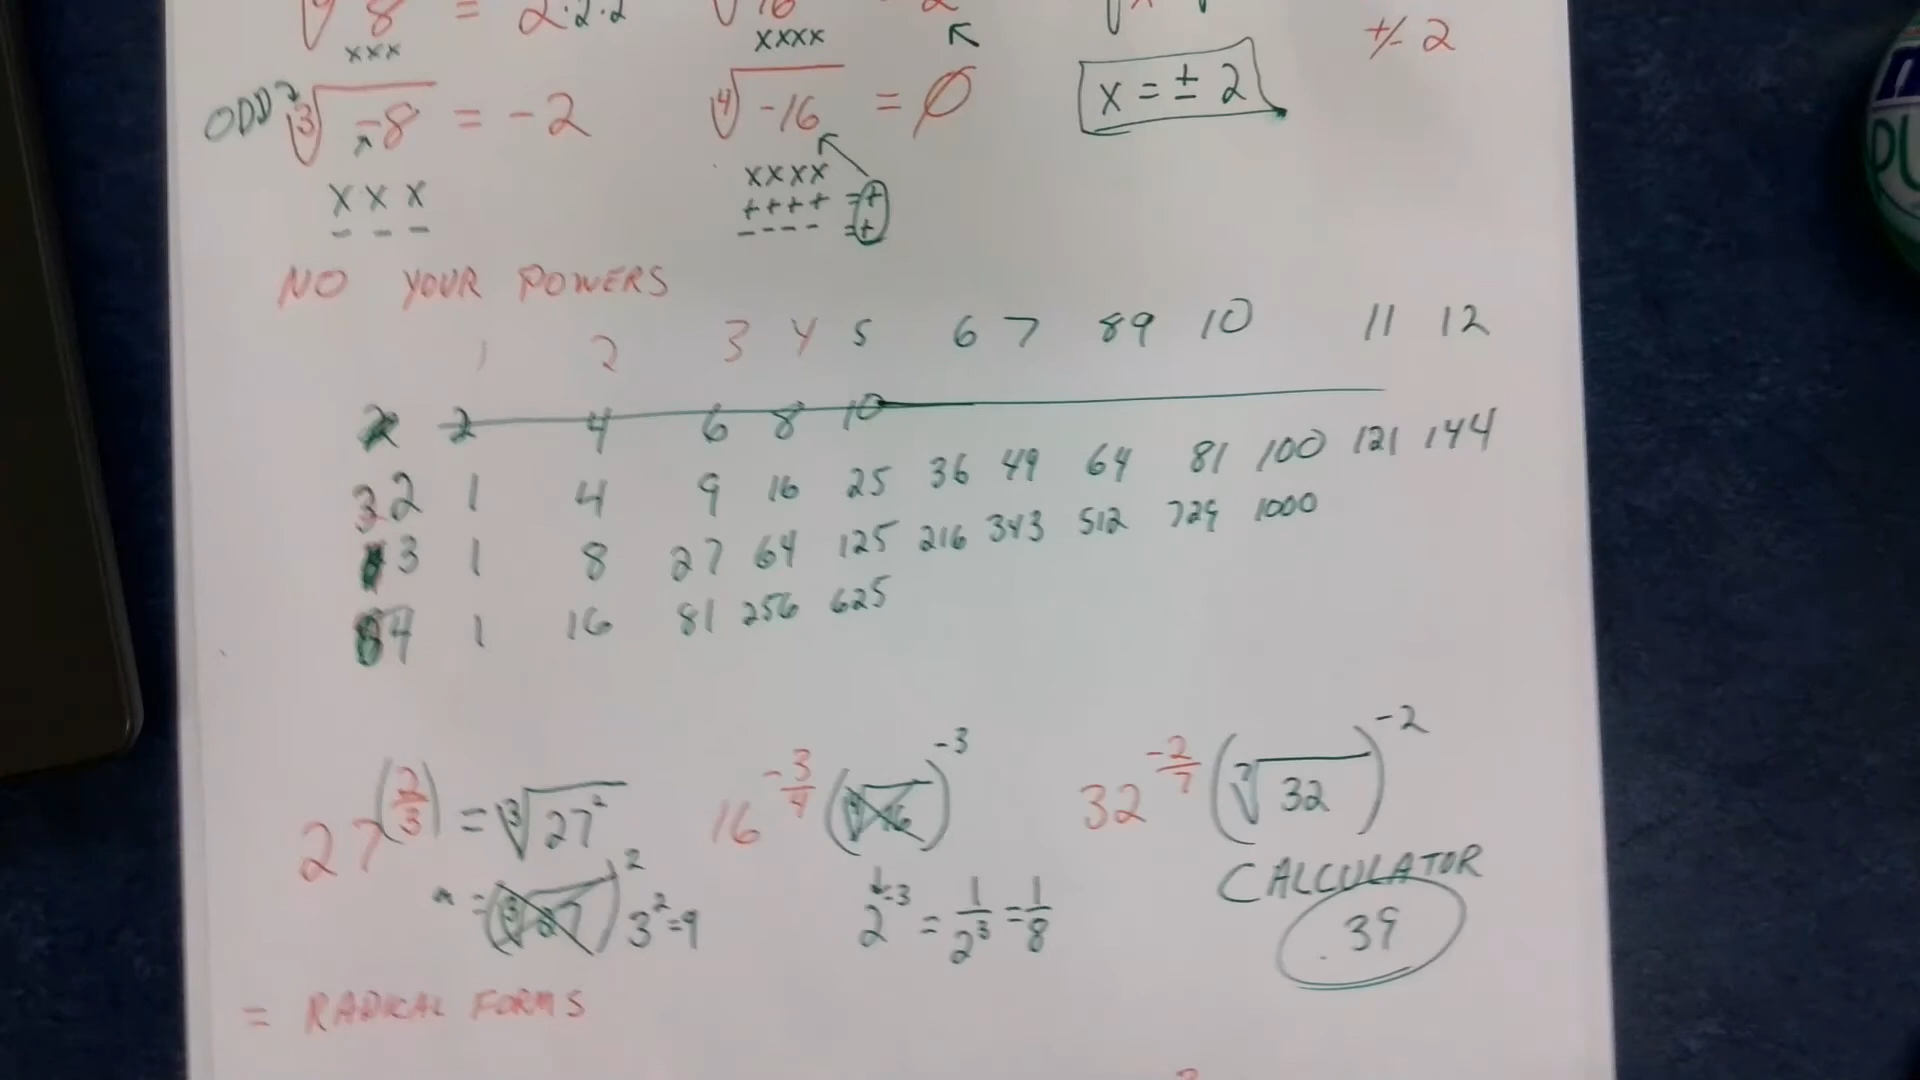 ∛8 = 2·2·2
xxx
xxxx
+/- 2
ODD? ∛-8 = -2
∜-16 = ∅
x = ± 2
x x x
- - -
xxxx
++++ = +
---- = +
NO YOUR POWERS
1 2 3 4 5 6 7 8 9 10 11 12
2 4 6 8 10
3 2 1 4 9 16 25 36 49 64 81 100 121 144
3 1 8 27 64 125 216 343 512 729 1000
4 1 16 81 256 625
27^(2/3) = ∛27²
= (∛27)² 3² = 9
16^-3/4 (∜16)^-3
2^-3 = 1/2³ = 1/8
32^-2/7 (⁷√32)^-2
CALCULATOR
.39
= RADICAL FORMS